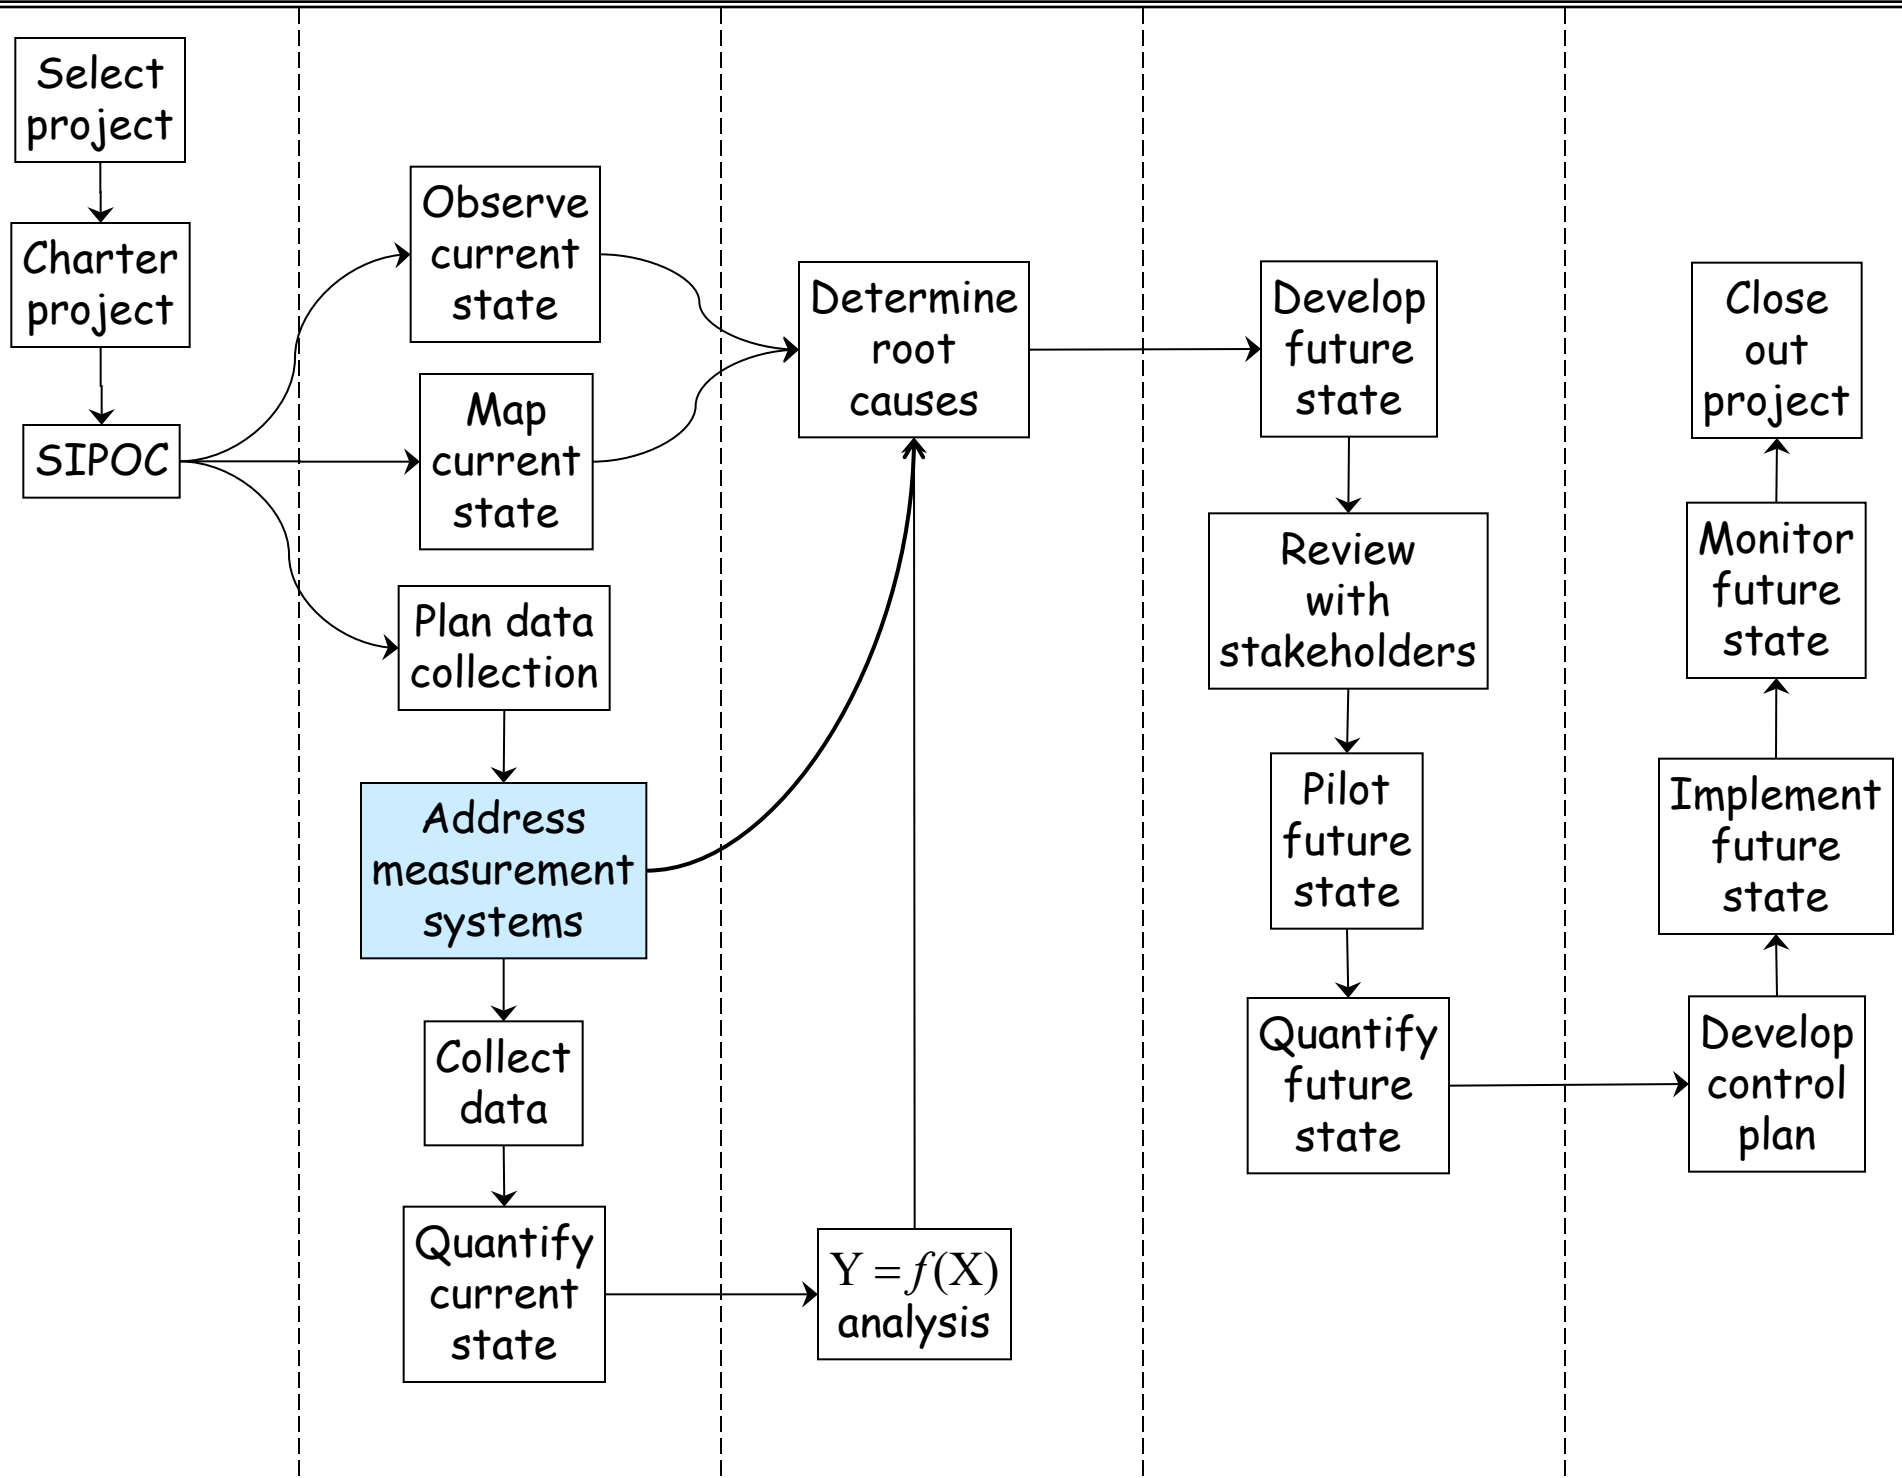 Select
project
Charter
project
SIPOC
Observe
current
state
Map
current
state
Plan data
collection
Address
measurement
systems
Collect
data
Quantify
current
state
Determine
root
causes
Y = f(X)
analysis
Develop
future
state
Review
with
stakeholders
Pilot
future
state
Quantify
future
state
Close
out
project
Monitor
future
state
Implement
future
state
Develop
control
plan